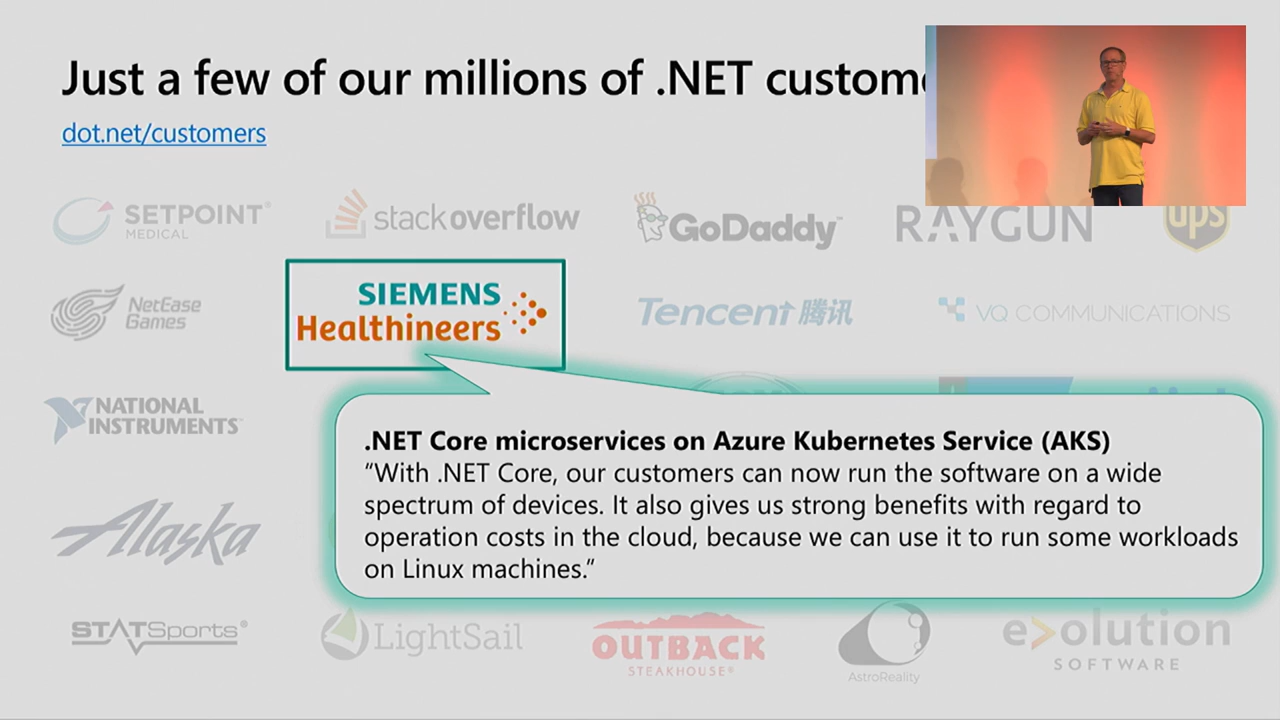 Just a few of our millions of .NET
dot.net/customers
SETPOINT®
MEDICAL
stackoverflow
GoDaddy™
RAYGUN
ups
NetEase
Games
SIEMENS
Healthineers
Tencent 腾讯
VQ COMMUNICATIONS
NATIONAL
INSTRUMENTS™
.NET Core microservices on Azure Kubernetes Service (AKS)
“With .NET Core, our customers can now run the software on a wide
spectrum of devices. It also gives us strong benefits with regard to
operation costs in the cloud, because we can use it to run some workloads
on Linux machines.”
Alaska
STATSports®
LightSail
OUTBACK
STEAKHOUSE®
AstroReality
evolution
SOFTWARE